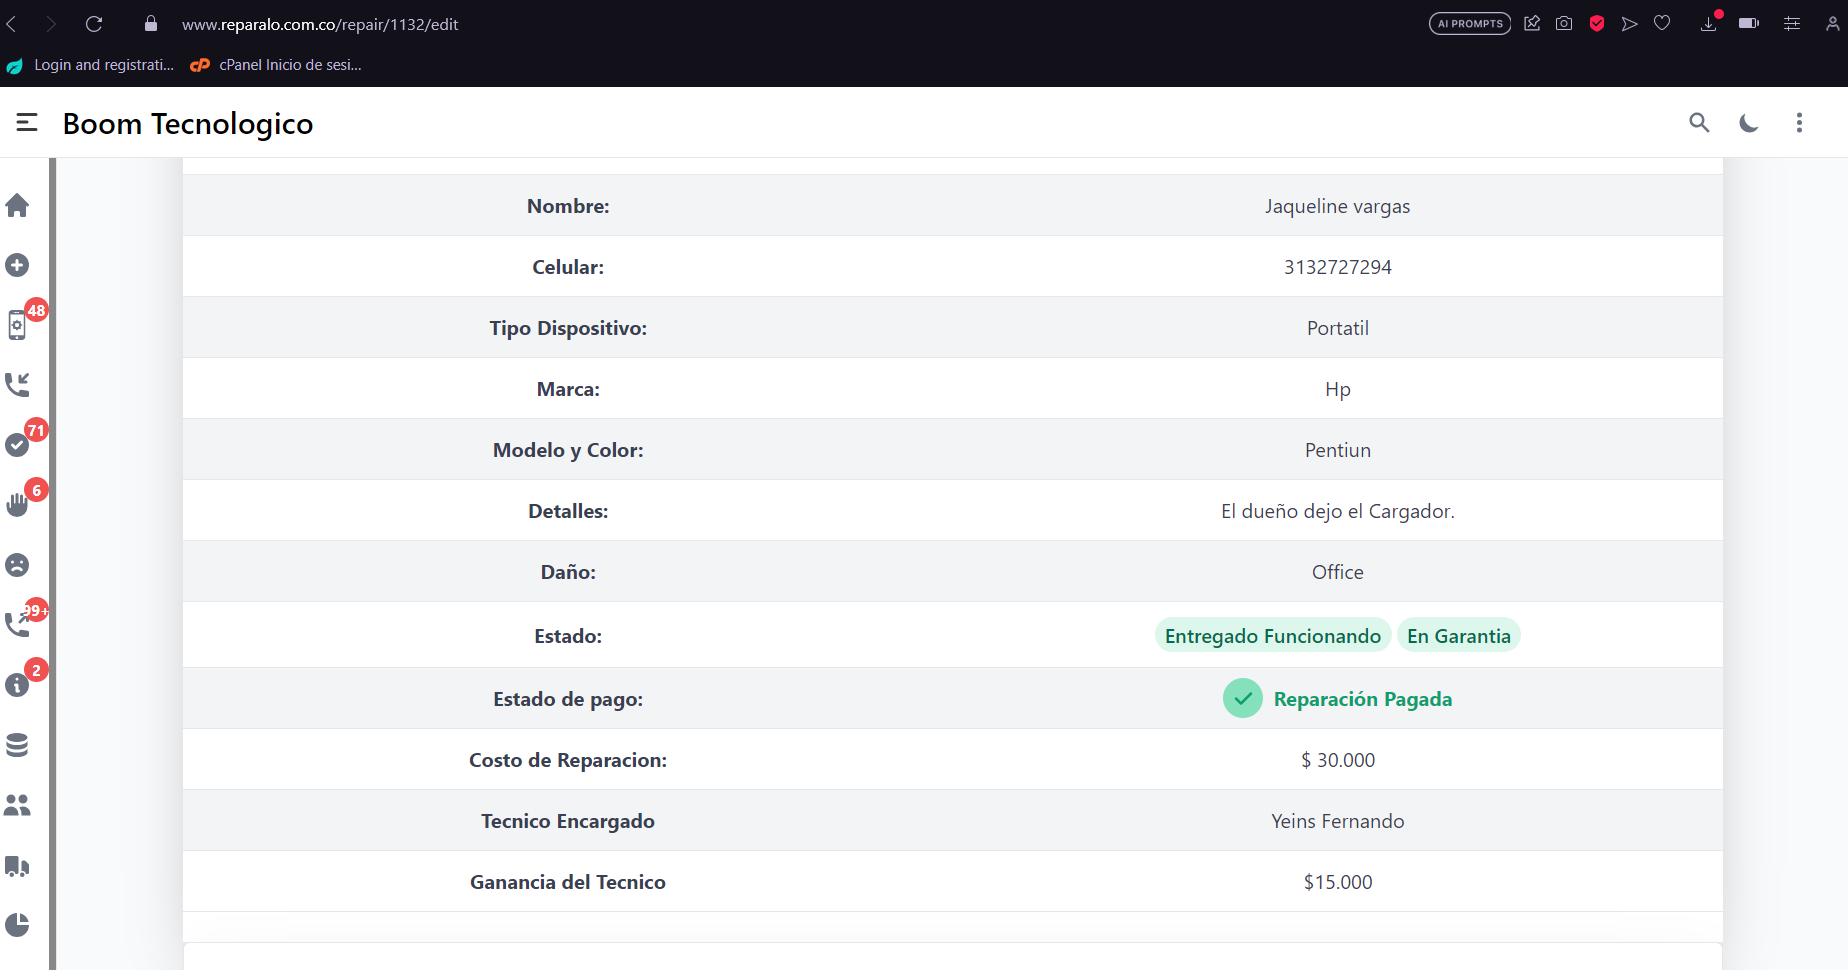 www.reparalo.com.co/repair/1132/edit
AI PROMPTS
Login and registrati...
cP cPanel Inicio de sesi...
Boom Tecnologico
Nombre: Jaqueline vargas
Celular: 3132727294
48
Tipo Dispositivo: Portatil
Marca: Hp
71
Modelo y Color: Pentiun
6
Detalles: El dueño dejo el Cargador.
Daño: Office
99+
Estado: Entregado Funcionando En Garantia
2
Estado de pago: Reparación Pagada
Costo de Reparacion: $ 30.000
Tecnico Encargado Yeins Fernando
Ganancia del Tecnico $15.000